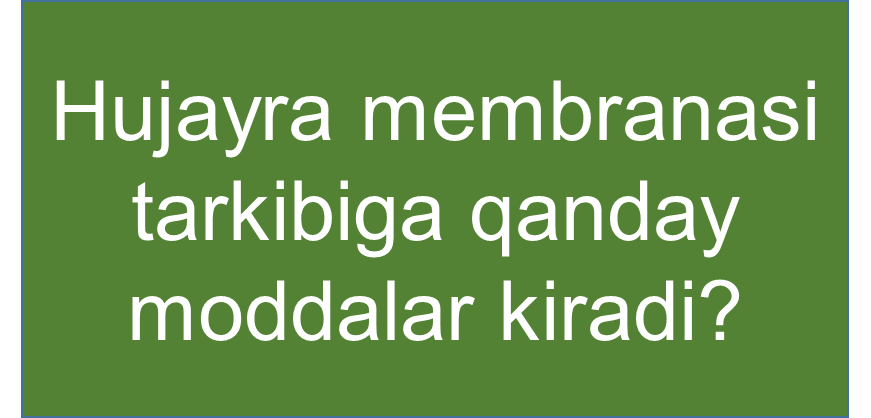 Hujayra membranasi
tarkibiga qanday
moddalar kiradi?